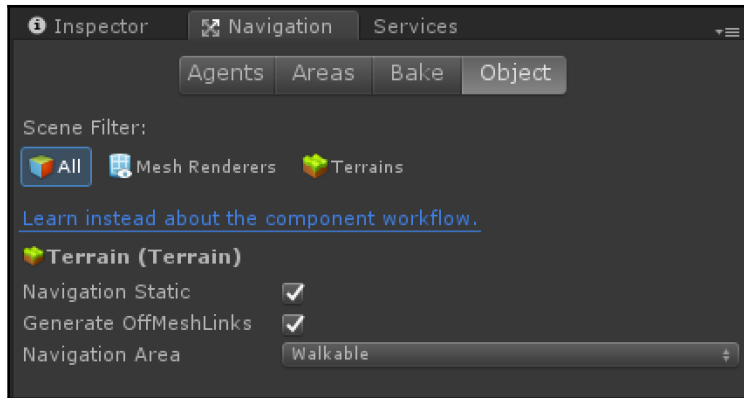 Inspector Navigation Services
Agents Areas Bake Object
Scene Filter:
All Mesh Renderers Terrains
Learn instead about the component workflow.
Terrain (Terrain)
Navigation Static
Generate OffMeshLinks
Navigation Area Walkable